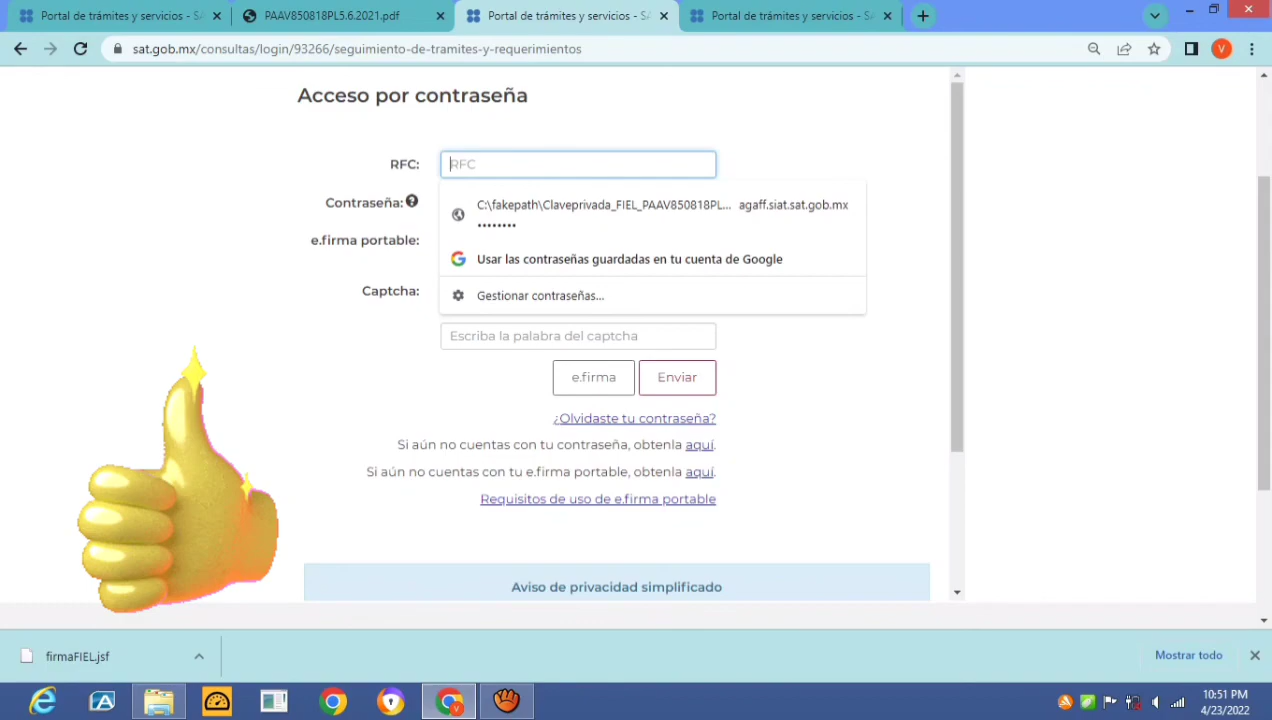 Portal de trámites y servicios - SA
PAAV850818PL5.6.2021.pdf
Portal de trámites y servicios - SA
Portal de trámites y servicios - SA
sat.gob.mx/consultas/login/93266/seguimiento-de-tramites-y-requerimientos
V
Acceso por contraseña
RFC:
RFC
Contraseña:
C:\fakepath\Claveprivada_FIEL_PAAV850818PL... agaff.siat.sat.gob.mx
••••••••
e.firma portable:
Usar las contraseñas guardadas en tu cuenta de Google
Captcha:
Gestionar contraseñas...
Escriba la palabra del captcha
e.firma
Enviar
¿Olvidaste tu contraseña?
Si aún no cuentas con tu contraseña, obtenla aquí.
Si aún no cuentas con tu e.firma portable, obtenla aquí.
Requisitos de uso de e.firma portable
Aviso de privacidad simplificado
firmaFIEL.jsf
Mostrar todo
10:51 PM
4/23/2022